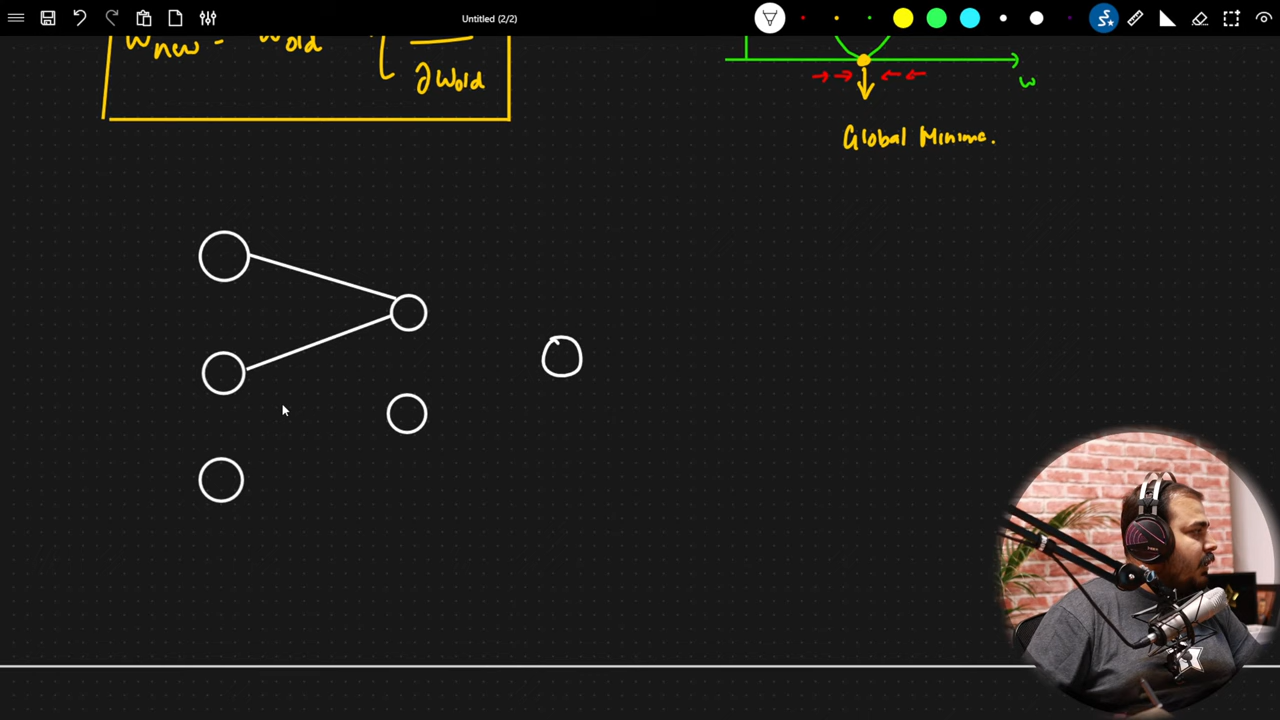 Untitled (2/2)
Wnew = Wold
∂Wold
w
Global Minima.